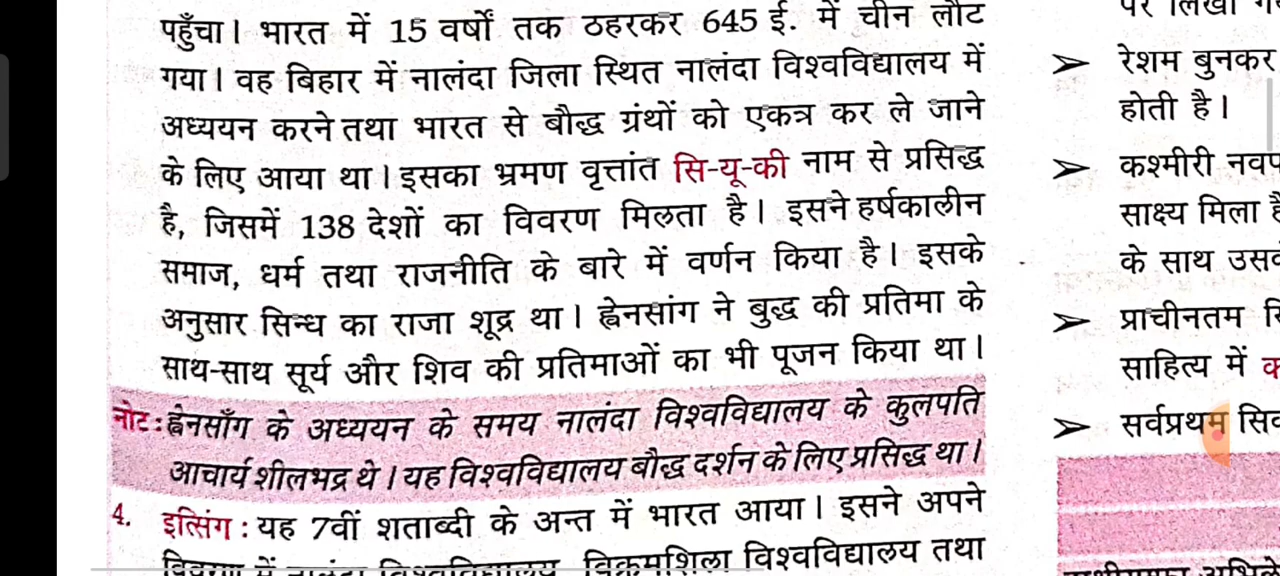 पहुँचा। भारत में 15 वर्षों तक ठहरकर 645 ई. में चीन लौट
गया। वह बिहार में नालंदा जिला स्थित नालंदा विश्वविद्यालय में
अध्ययन करने तथा भारत से बौद्ध ग्रंथों को एकत्र कर ले जाने
के लिए आया था। इसका भ्रमण वृत्तांत सि-यू-की नाम से प्रसिद्ध
है, जिसमें 138 देशों का विवरण मिलता है। इसने हर्षकालीन
समाज, धर्म तथा राजनीति के बारे में वर्णन किया है। इसके
अनुसार सिन्ध का राजा शूद्र था। ह्वेनसांग ने बुद्ध की प्रतिमा के
साथ-साथ सूर्य और शिव की प्रतिमाओं का भी पूजन किया था।
नोट: ह्वेनसाँग के अध्ययन के समय नालंदा विश्वविद्यालय के कुलपति
आचार्य शीलभद्र थे। यह विश्वविद्यालय बौद्ध दर्शन के लिए प्रसिद्ध था।
4. इत्सिंग : यह 7वीं शताब्दी के अन्त में भारत आया। इसने अपने
विवरण में नालंदा विश्वविद्यालय, विक्रमशिला विश्वविद्यालय तथा
पर लिखा
➢ रेशम बुनकर
होती है।
➢ कश्मीरी
साक्ष्य मिला
के साथ
➢ प्राचीनतम
साहित्य में
➢ सर्वप्रथम